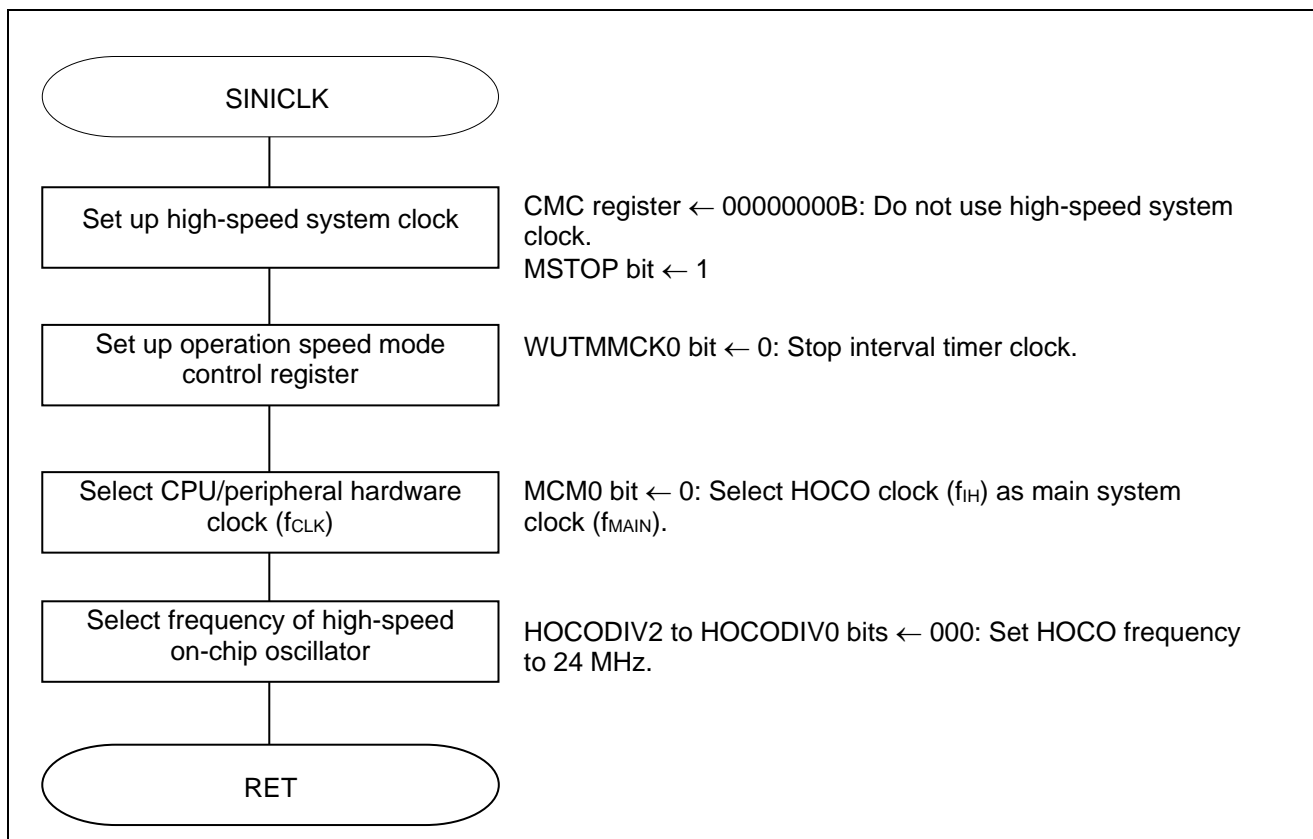 SINICLK
Set up high-speed system clock
CMC register ← 00000000B: Do not use high-speed system
clock.
MSTOP bit ← 1
Set up operation speed mode
control register
WUTMMCK0 bit ← 0: Stop interval timer clock.
Select CPU/peripheral hardware
clock (fCLK)
MCM0 bit ← 0: Select HOCO clock (fIH) as main system
clock (fMAIN).
Select frequency of high-speed
on-chip oscillator
HOCODIV2 to HOCODIV0 bits ← 000: Set HOCO frequency
to 24 MHz.
RET